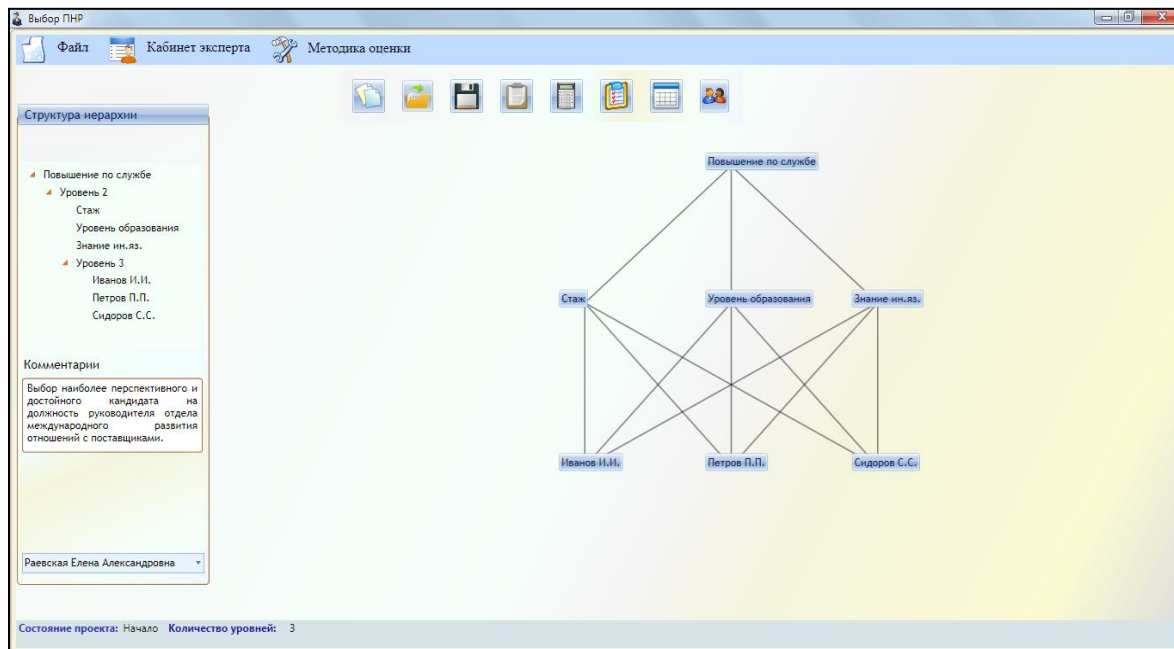 Выбор ПНР
Файл Кабинет эксперта Методика оценки
Структура иерархии
Повышение по службе
Уровень 2
Стаж
Уровень образования
Знание ин.яз.
Уровень 3
Иванов И.И.
Петров П.П.
Сидоров С.С.
Комментарии
Выбор наиболее перспективного и
достойного кандидата на
должность руководителя отдела
международного развития
отношений с поставщиками.
Раевская Елена Александровна
Повышение по службе
Стаж Уровень образования Знание ин.яз.
Иванов И.И. Петров П.П. Сидоров С.С.
Состояние проекта: Начало Количество уровней: 3